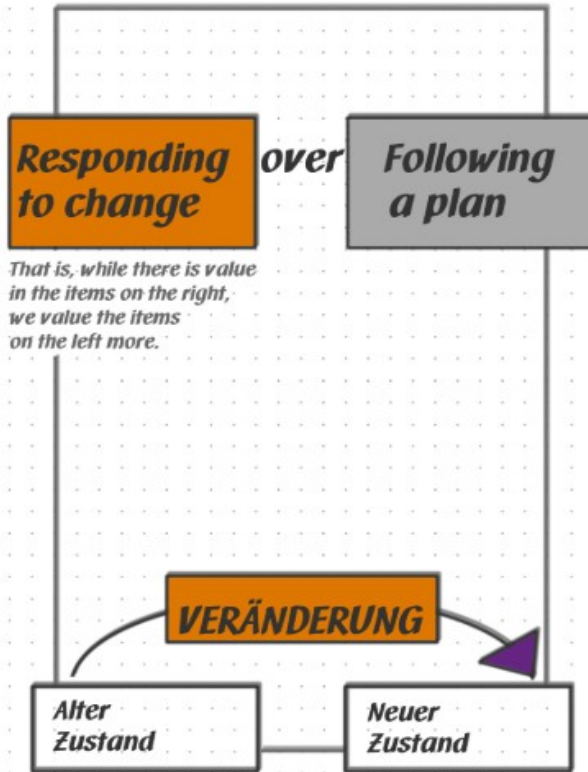 Responding over Following
to change a plan
That is, while there is value
in the items on the right,
we value the items
on the left more.
VERÄNDERUNG
Alter
Zustand
Neuer
Zustand